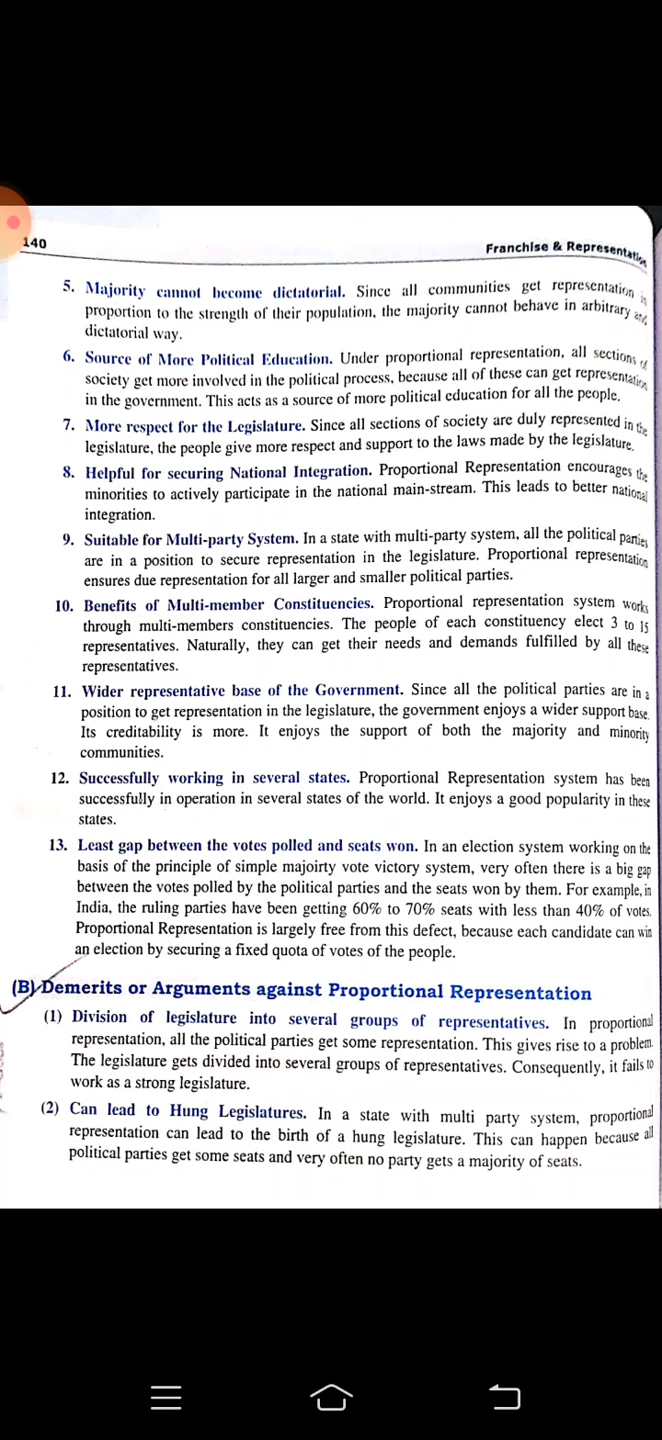 140
Franchise & Representation
5. Majority cannot become dictatorial. Since all communities get representation in
proportion to the strength of their population, the majority cannot behave in arbitrary and
dictatorial way.
6. Source of More Political Education. Under proportional representation, all sections of
society get more involved in the political process, because all of these can get representation
in the government. This acts as a source of more political education for all the people.
7. More respect for the Legislature. Since all sections of society are duly represented in the
legislature, the people give more respect and support to the laws made by the legislature.
8. Helpful for securing National Integration. Proportional Representation encourages the
minorities to actively participate in the national main-stream. This leads to better national
integration.
9. Suitable for Multi-party System. In a state with multi-party system, all the political parties
are in a position to secure representation in the legislature. Proportional representation
ensures due representation for all larger and smaller political parties.
10. Benefits of Multi-member Constituencies. Proportional representation system works
through multi-members constituencies. The people of each constituency elect 3 to 15
representatives. Naturally, they can get their needs and demands fulfilled by all these
representatives.
11. Wider representative base of the Government. Since all the political parties are in a
position to get representation in the legislature, the government enjoys a wider support base.
Its creditability is more. It enjoys the support of both the majority and minority
communities.
12. Successfully working in several states. Proportional Representation system has been
successfully in operation in several states of the world. It enjoys a good popularity in these
states.
13. Least gap between the votes polled and seats won. In an election system working on the
basis of the principle of simple majoirty vote victory system, very often there is a big gap
between the votes polled by the political parties and the seats won by them. For example, in
India, the ruling parties have been getting 60% to 70% seats with less than 40% of votes.
Proportional Representation is largely free from this defect, because each candidate can win
an election by securing a fixed quota of votes of the people.
(B) Demerits or Arguments against Proportional Representation
(1) Division of legislature into several groups of representatives. In proportional
representation, all the political parties get some representation. This gives rise to a problem.
The legislature gets divided into several groups of representatives. Consequently, it fails to
work as a strong legislature.
(2) Can lead to Hung Legislatures. In a state with multi party system, proportional
representation can lead to the birth of a hung legislature. This can happen because all
political parties get some seats and very often no party gets a majority of seats.